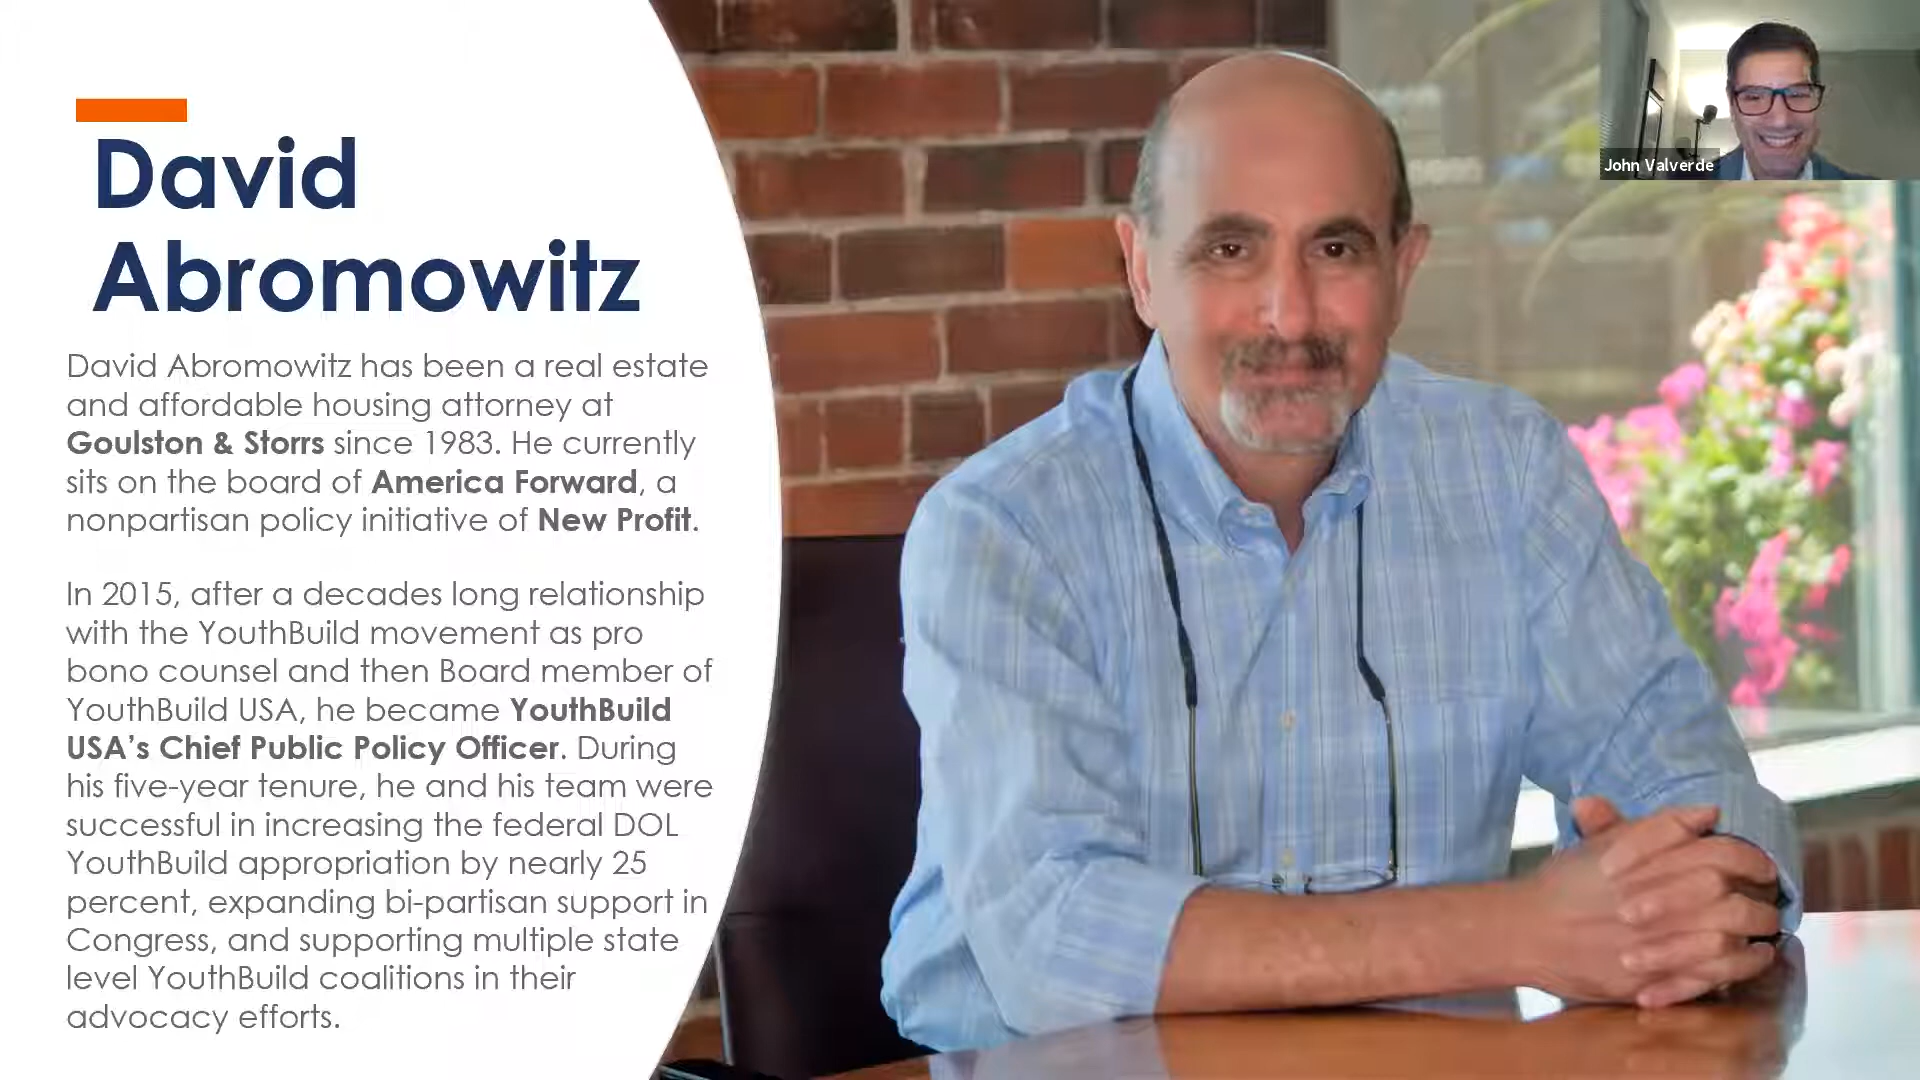 David
Abromowitz
David Abromowitz has been a real estate
and affordable housing attorney at
Goulston & Storrs since 1983. He currently
sits on the board of America Forward, a
nonpartisan policy initiative of New Profit.
In 2015, after a decades long relationship
with the YouthBuild movement as pro
bono counsel and then Board member of
YouthBuild USA, he became YouthBuild
USA’s Chief Public Policy Officer. During
his five-year tenure, he and his team were
successful in increasing the federal DOL
YouthBuild appropriation by nearly 25
percent, expanding bi-partisan support in
Congress, and supporting multiple state
level YouthBuild coalitions in their
advocacy efforts.
John Valverde